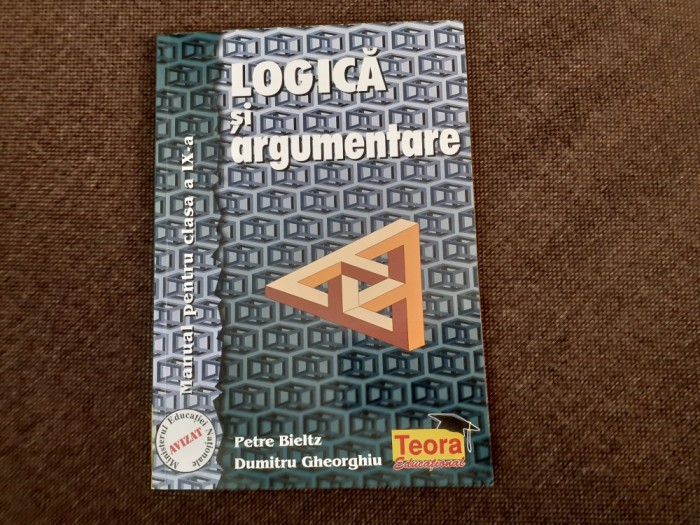 LOGICĂ
și
argumentare
Manual pentru clasa a IX-a
Ministerul Educației Naționale
AVIZAT
Petre Bieltz
Dumitru Gheorghiu
Teora
Educațional